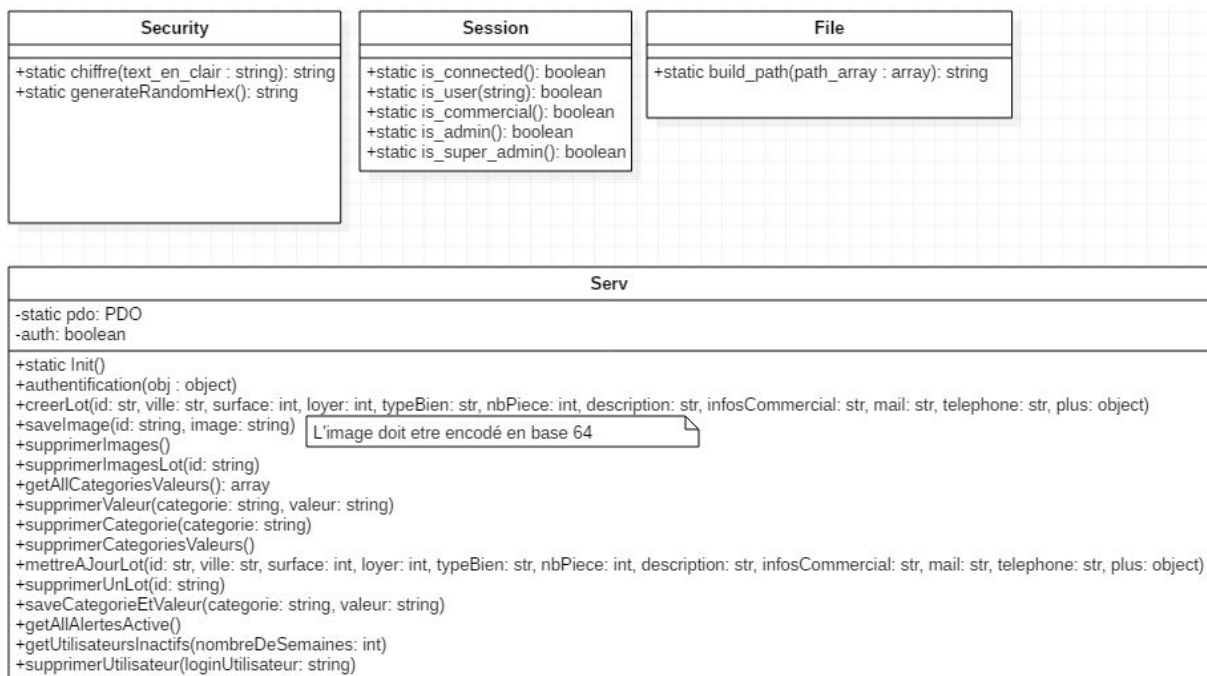 Security
+static chiffre(text_en_clair : string): string
+static generateRandomHex(): string
Session
+static is_connected(): boolean
+static is_user(string): boolean
+static is_commercial(): boolean
+static is_admin(): boolean
+static is_super_admin(): boolean
File
+static build_path(path_array : array): string
Serv
-static pdo: PDO
-auth: boolean
+static Init()
+authentification(obj : object)
+creerLot(id: str, ville: str, surface: int, loyer: int, typeBien: str, nbPiece: int, description: str, infosCommercial: str, mail: str, telephone: str, plus: object)
+saveImage(id: string, image: string)
L'image doit etre encodé en base 64
+supprimerImages()
+supprimerImagesLot(id: string)
+getAllCategoriesValeurs(): array
+supprimerValeur(categorie: string, valeur: string)
+supprimerCategorie(categorie: string)
+supprimerCategoriesValeurs()
+mettreAJourLot(id: str, ville: str, surface: int, loyer: int, typeBien: str, nbPiece: int, description: str, infosCommercial: str, mail: str, telephone: str, plus: object)
+supprimerUnLot(id: string)
+saveCategorieEtValeur(categorie: string, valeur: string)
+getAllAlertesActive()
+getUtilisateursInactifs(nombreDeSemaines: int)
+supprimerUtilisateur(loginUtilisateur: string)